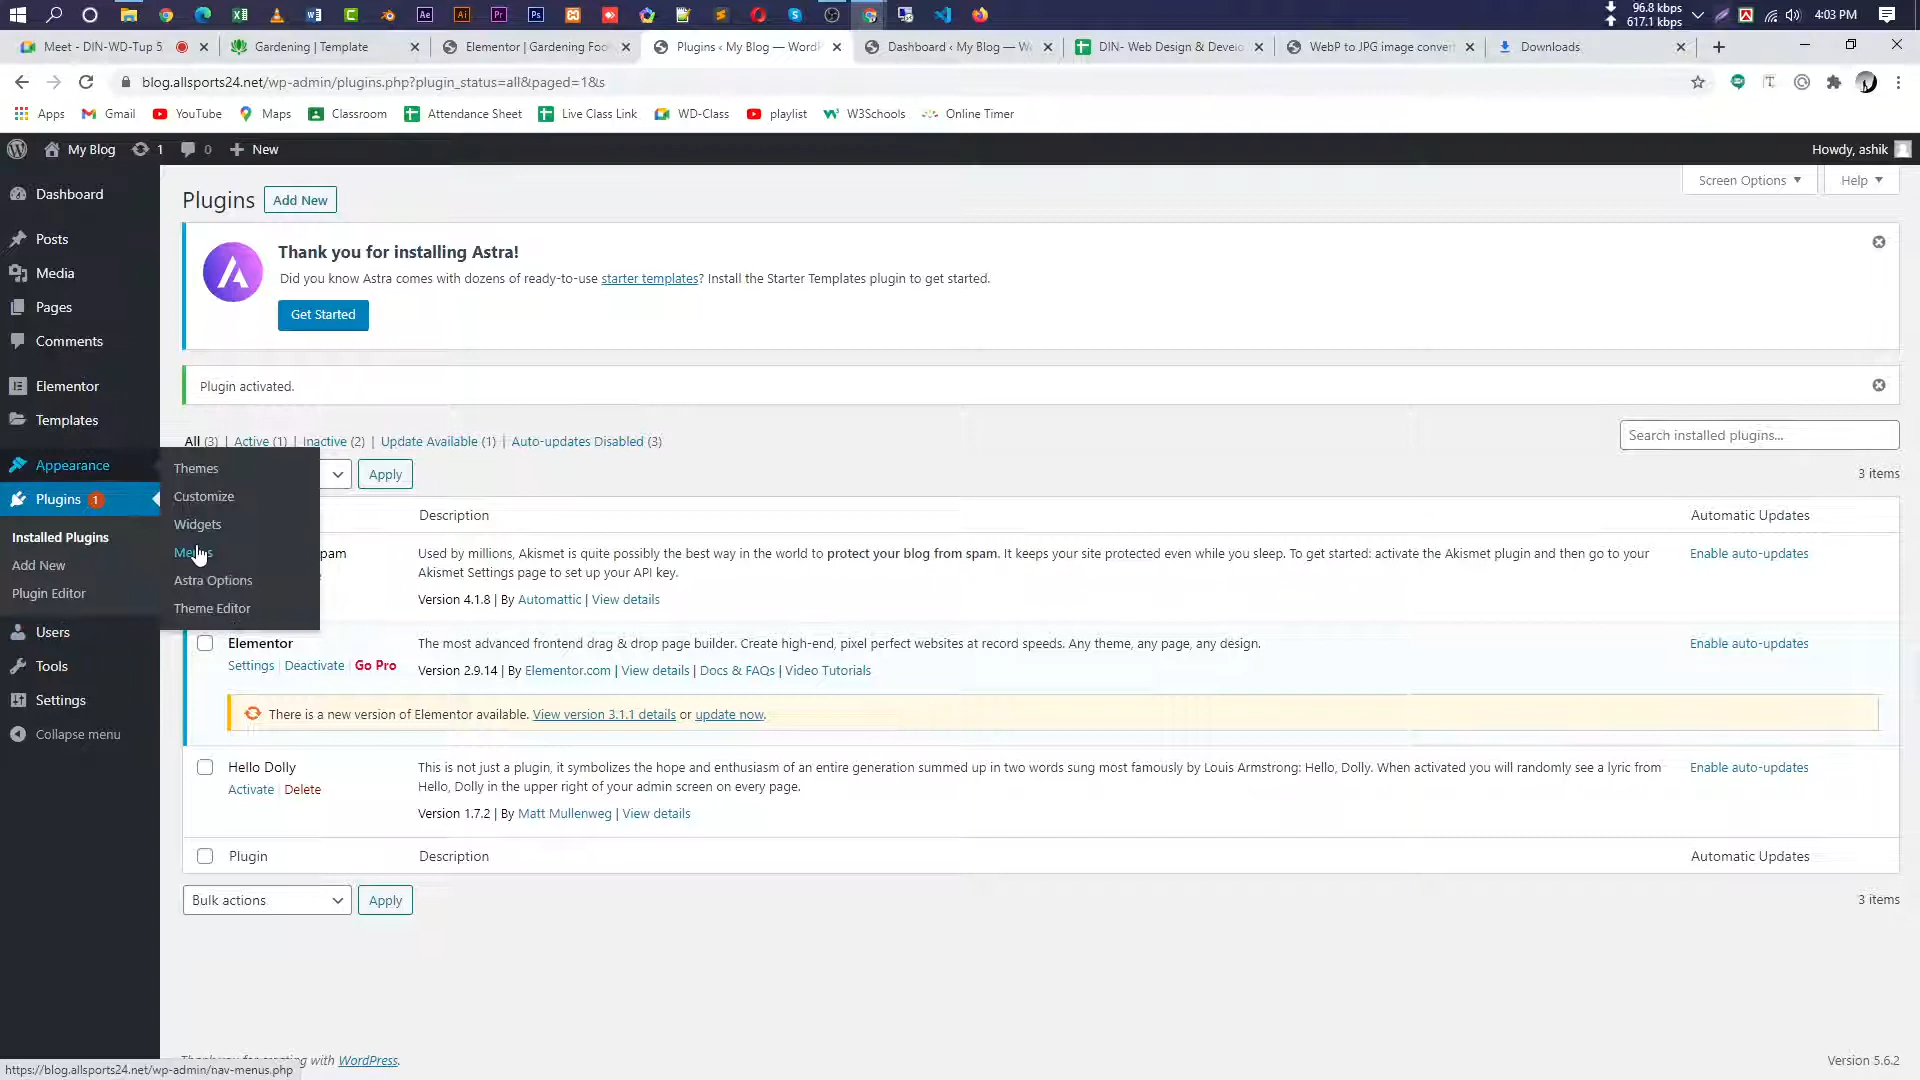 96.8 kbps
617.1 kbps
4:03 PM
Meet - DIN-WD-Tup 5
Gardening | Template
Elementor | Gardening Foo
Plugins ‹ My Blog — WordP
Dashboard ‹ My Blog — Wo
DIN- Web Design & Develo
WebP to JPG image convert
Downloads
blog.allsports24.net/wp-admin/plugins.php?plugin_status=all&paged=1&s
Apps
Gmail
YouTube
Maps
Classroom
Attendance Sheet
Live Class Link
WD-Class
playlist
W3Schools
Online Timer
My Blog
1
0
New
Howdy, ashik
Dashboard
Posts
Media
Pages
Comments
Elementor
Templates
Appearance
Plugins 1
Installed Plugins
Add New
Plugin Editor
Users
Tools
Settings
Collapse menu
Themes
Customize
Widgets
Astra Options
Theme Editor
Screen Options
Help
Plugins Add New
Thank you for installing Astra!
Did you know Astra comes with dozens of ready-to-use starter templates? Install the Starter Templates plugin to get started.
Get Started
Plugin activated.
All (3) | Active (1) | Inactive (2) | Update Available (1) | Auto-updates Disabled (3)
Search installed plugins...
Apply
3 items
Description
Automatic Updates
Used by millions, Akismet is quite possibly the best way in the world to protect your blog from spam. It keeps your site protected even while you sleep. To get started: activate the Akismet plugin and then go to your
Akismet Settings page to set up your API key.
Version 4.1.8 | By Automattic | View details
Enable auto-updates
Elementor
Settings | Deactivate | Go Pro
The most advanced frontend drag & drop page builder. Create high-end, pixel perfect websites at record speeds. Any theme, any page, any design.
Version 2.9.14 | By Elementor.com | View details | Docs & FAQs | Video Tutorials
Enable auto-updates
There is a new version of Elementor available. View version 3.1.1 details or update now.
Hello Dolly
Activate | Delete
This is not just a plugin, it symbolizes the hope and enthusiasm of an entire generation summed up in two words sung most famously by Louis Armstrong: Hello, Dolly. When activated you will randomly see a lyric from
Hello, Dolly in the upper right of your admin screen on every page.
Version 1.7.2 | By Matt Mullenweg | View details
Enable auto-updates
Plugin
Description
Automatic Updates
Bulk actions
Apply
3 items
with WordPress.
Version 5.6.2
https://blog.allsports24.net/wp-admin/nav-menus.php